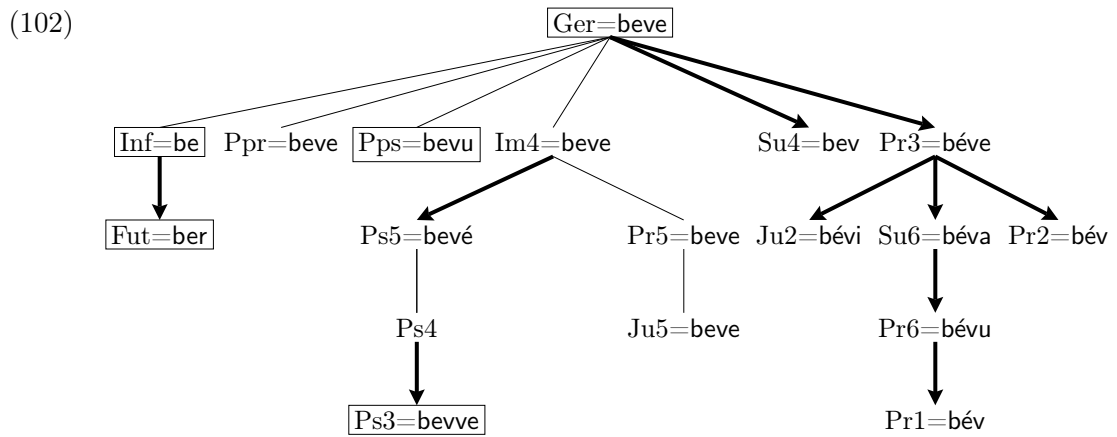 (102)
Ger=beve
Inf=be Ppr=beve Pps=bevu Im4=beve Su4=bev Pr3=béve
Fut=ber Ps5=bevé Pr5=beve Ju2=bévi Su6=béva Pr2=bév
Ps4 Ju5=beve Pr6=bévu
Ps3=bevve Pr1=bév